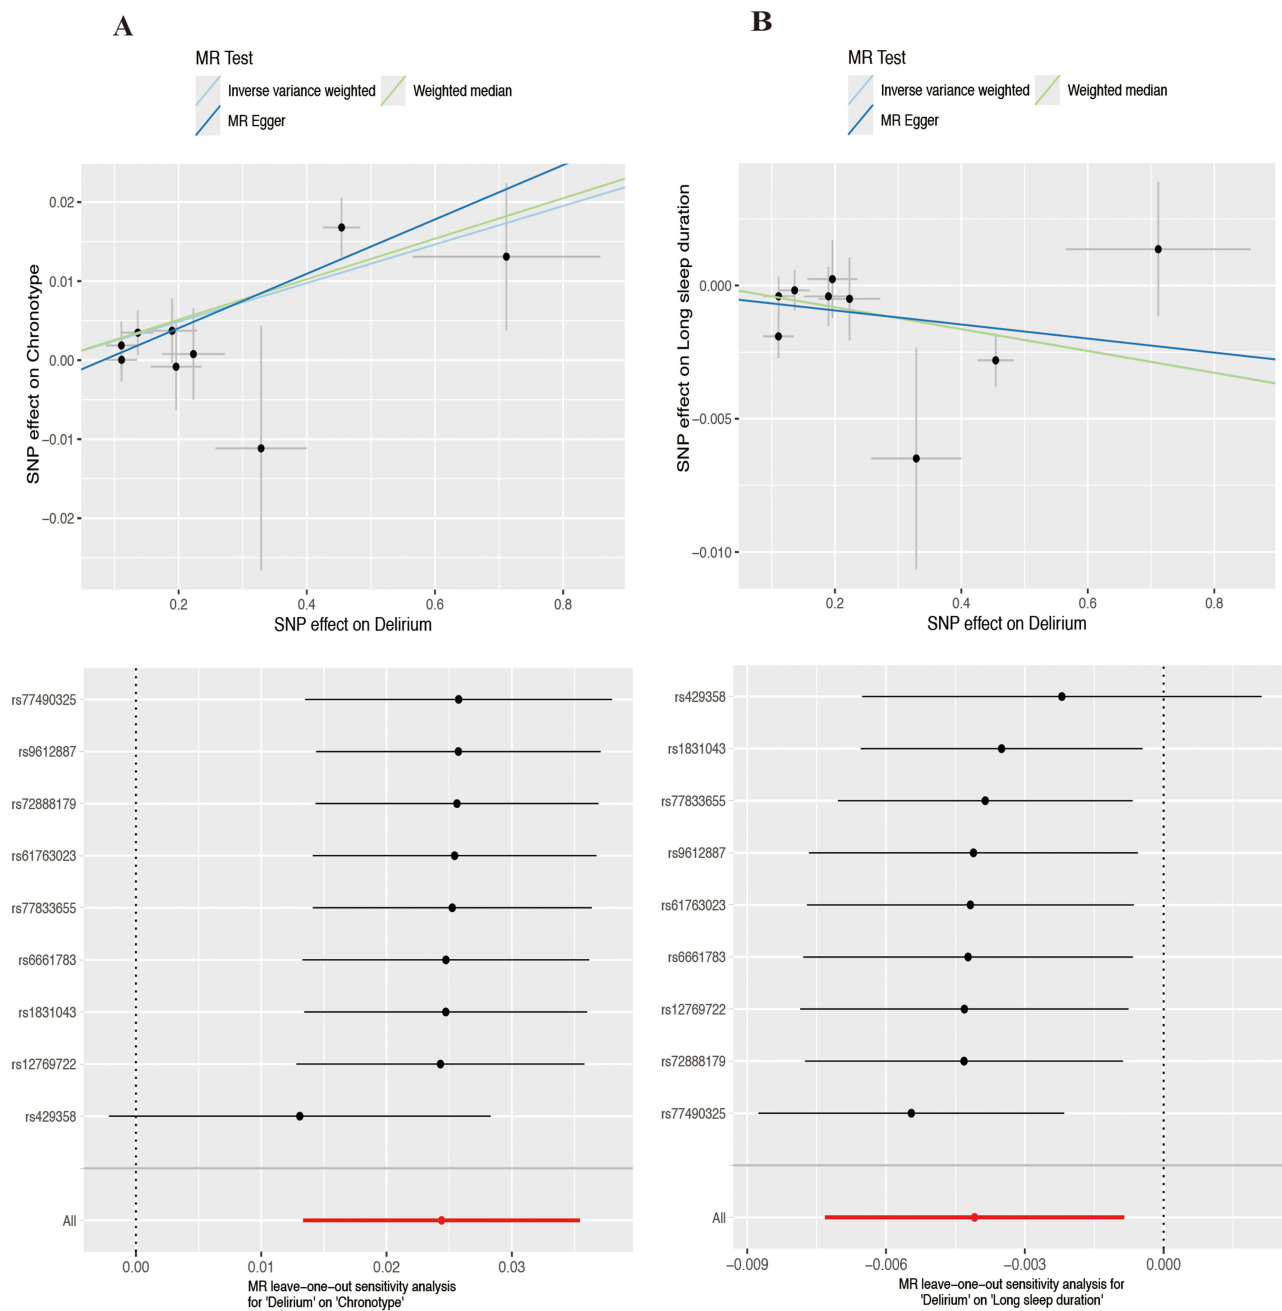 A
MR Test
Inverse variance weighted
Weighted median
MR Egger
SNP effect on Chronotype
0.02
0.01
0.00
−0.01
−0.02
0.2
0.4
0.6
0.8
SNP effect on Delirium
B
MR Test
Inverse variance weighted
Weighted median
MR Egger
SNP effect on Long sleep duration
0.000
−0.005
−0.010
0.2
0.4
0.6
0.8
SNP effect on Delirium
rs77490325
rs9612887
rs72888179
rs61763023
rs77833655
rs6661783
rs1831043
rs12769722
rs429358
All
0.00
0.01
0.02
0.03
MR leave−one−out sensitivity analysis
for 'Delirium' on 'Chronotype'
rs429358
rs1831043
rs77833655
rs9612887
rs61763023
rs6661783
rs12769722
rs72888179
rs77490325
All
−0.009
−0.006
−0.003
0.000
MR leave−one−out sensitivity analysis for
'Delirium' on 'Long sleep duration'